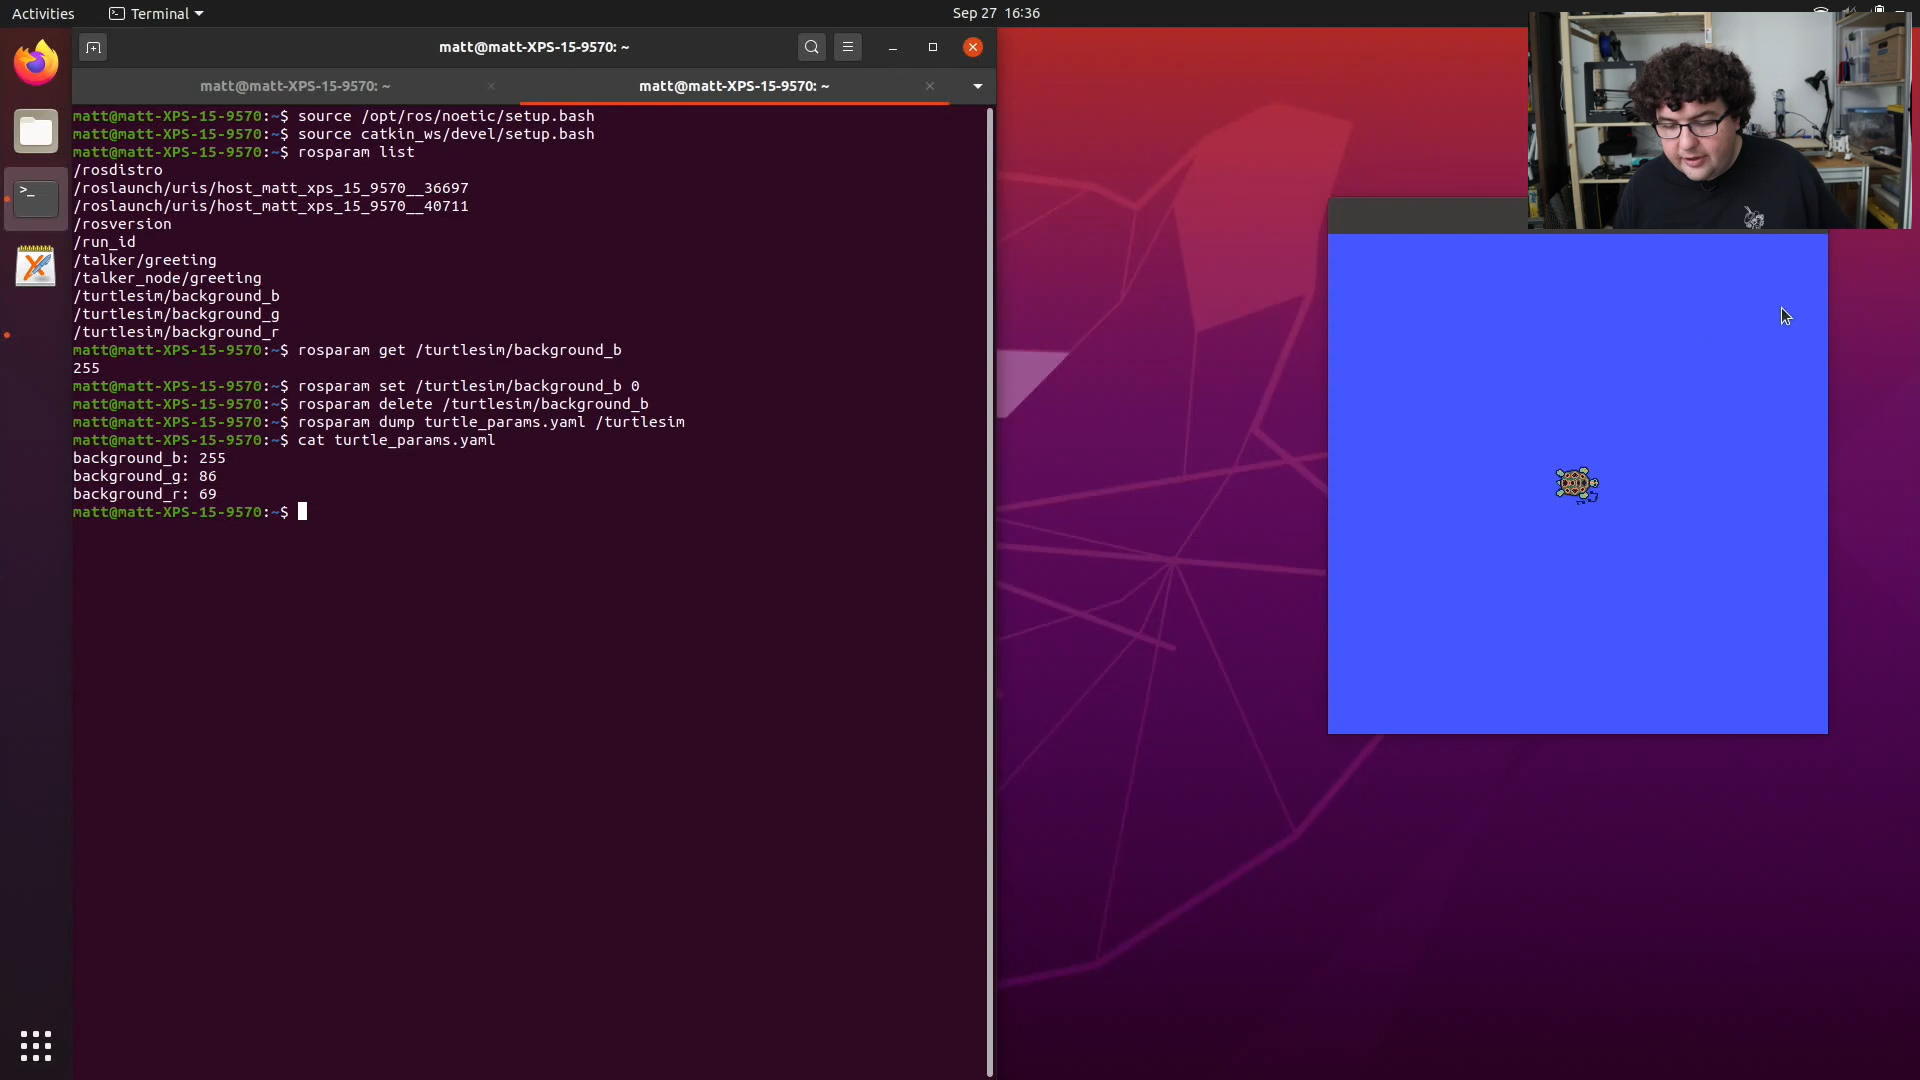 Activities
Terminal
Sep 27 16:36
matt@matt-XPS-15-9570: ~
matt@matt-XPS-15-9570: ~
matt@matt-XPS-15-9570: ~
matt@matt-XPS-15-9570:~$ source /opt/ros/noetic/setup.bash
matt@matt-XPS-15-9570:~$ source catkin_ws/devel/setup.bash
matt@matt-XPS-15-9570:~$ rosparam list
/rosdistro
/roslaunch/uris/host_matt_xps_15_9570__36697
/roslaunch/uris/host_matt_xps_15_9570__40711
/rosversion
/run_id
/talker/greeting
/talker_node/greeting
/turtlesim/background_b
/turtlesim/background_g
/turtlesim/background_r
matt@matt-XPS-15-9570:~$ rosparam get /turtlesim/background_b
255
matt@matt-XPS-15-9570:~$ rosparam set /turtlesim/background_b 0
matt@matt-XPS-15-9570:~$ rosparam delete /turtlesim/background_b
matt@matt-XPS-15-9570:~$ rosparam dump turtle_params.yaml /turtlesim
matt@matt-XPS-15-9570:~$ cat turtle_params.yaml
background_b: 255
background_g: 86
background_r: 69
matt@matt-XPS-15-9570:~$